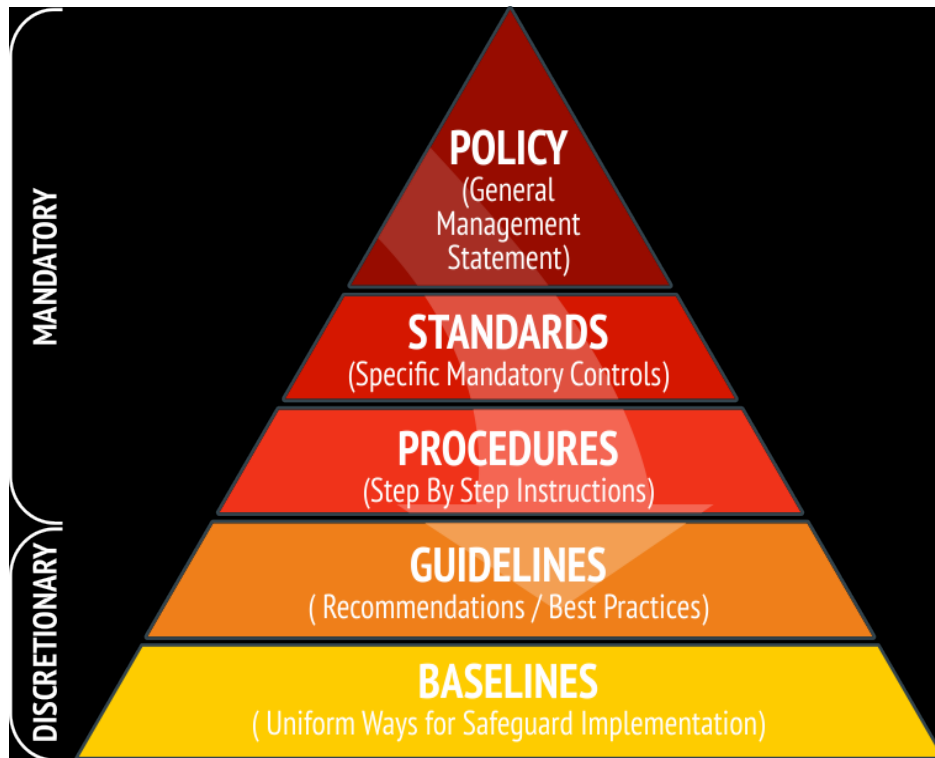 POLICY
(General
Management
Statement)
STANDARDS
(Specific Mandatory Controls)
PROCEDURES
(Step By Step Instructions)
GUIDELINES
( Recommendations / Best Practices)
BASELINES
( Uniform Ways for Safeguard Implementation)
MANDATORY
DISCRETIONARY